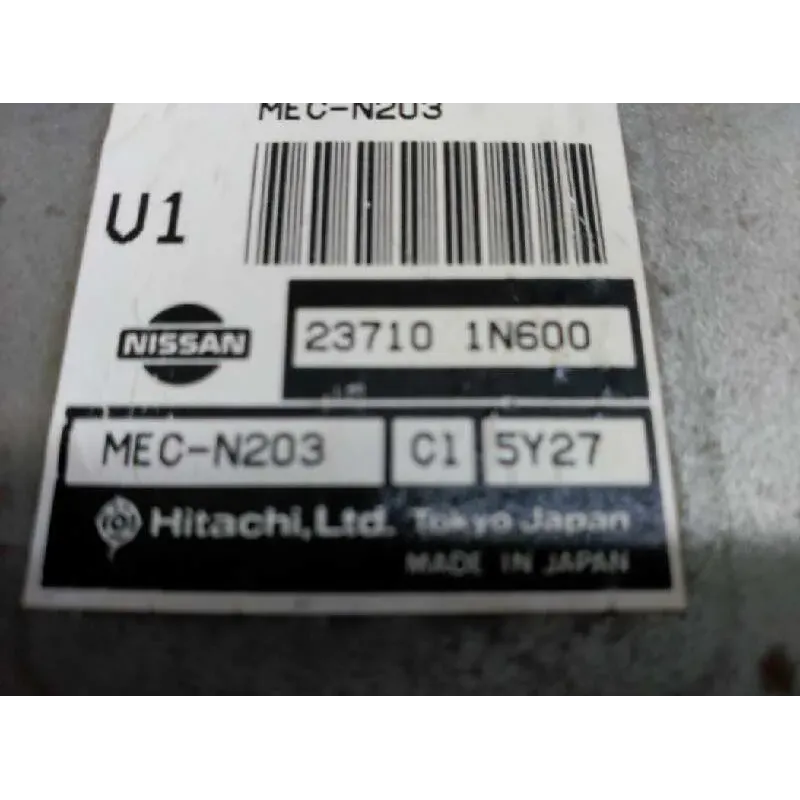 MEC-N203
V1
NISSAN
23710 1N600
MEC-N203 C1 5Y27
Hitachi,Ltd. Tokyo Japan
MADE IN JAPAN